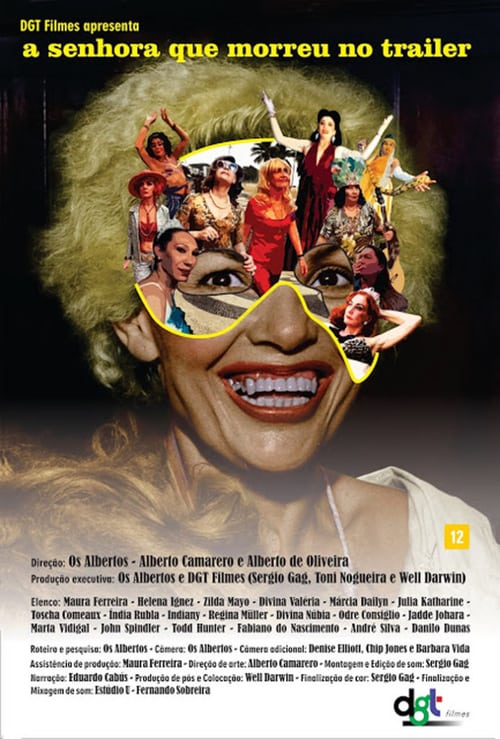 DGT Filmes apresenta
a senhora que morreu no trailer
12
Direção: Os Albertos - Alberto Camarero e Alberto de Oliveira
Produção executiva: Os Albertos e DGT Filmes (Sergio Gag, Toni Nogueira e Well Darwin)
Elenco: Maura Ferreira - Helena Ignez - Zilda Mayo - Divina Valéria - Márcia Dailyn - Julia Katharine -
Toscha Comeaux - Índia Rubla - Indiany - Regina Müller - Divina Núbia - Odre Consiglio - Jadde Johara -
Marta Vidigal - John Spindler - Todd Hunter - Fabiano do Nascimento - André Silva - Danilo Dunas
Roteiro e pesquisa: Os Albertos - Câmera: Os Albertos - Câmera adicional: Denise Elliott, Chip Jones e Barbara Vida
Assistência de produção: Maura Ferreira - Direção de arte: Alberto Camarero - Montagem e Edição de som: Sergio Gag
Narração: Eduardo Cabús - Produção de pós e Colocação: Well Darwin - Finalização de cor: Sergio Gag - Finalização e
Mixagem de som: Estúdio U - Fernando Sobreira
dgt filmes